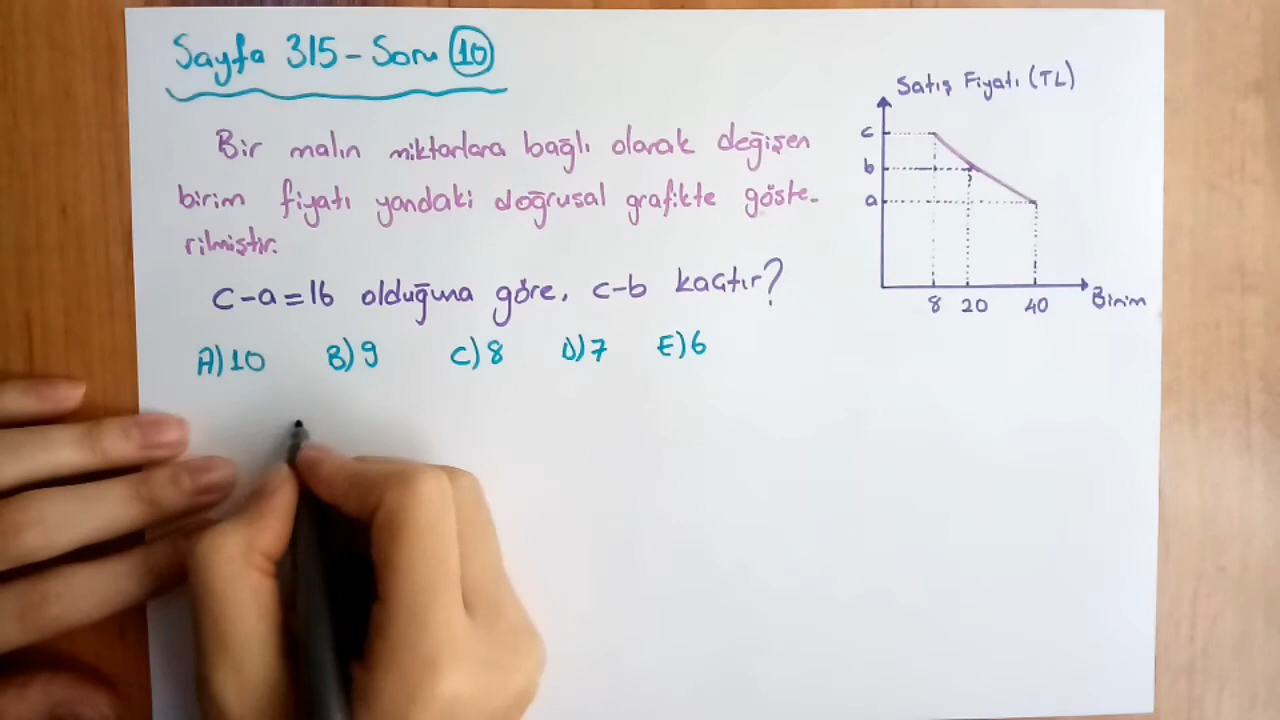 Sayfa 315 - Soru 10
Bir malın miktarlara bağlı olarak değişen
birim fiyatı yandaki doğrusal grafikte göste-
rilmiştir.
c-a=16 olduğuna göre, c-b kaçtır?
A)10 B)9 C)8 D)7 E)6
Satış Fiyatı (TL)
c
b
a
8 20 40 Birim